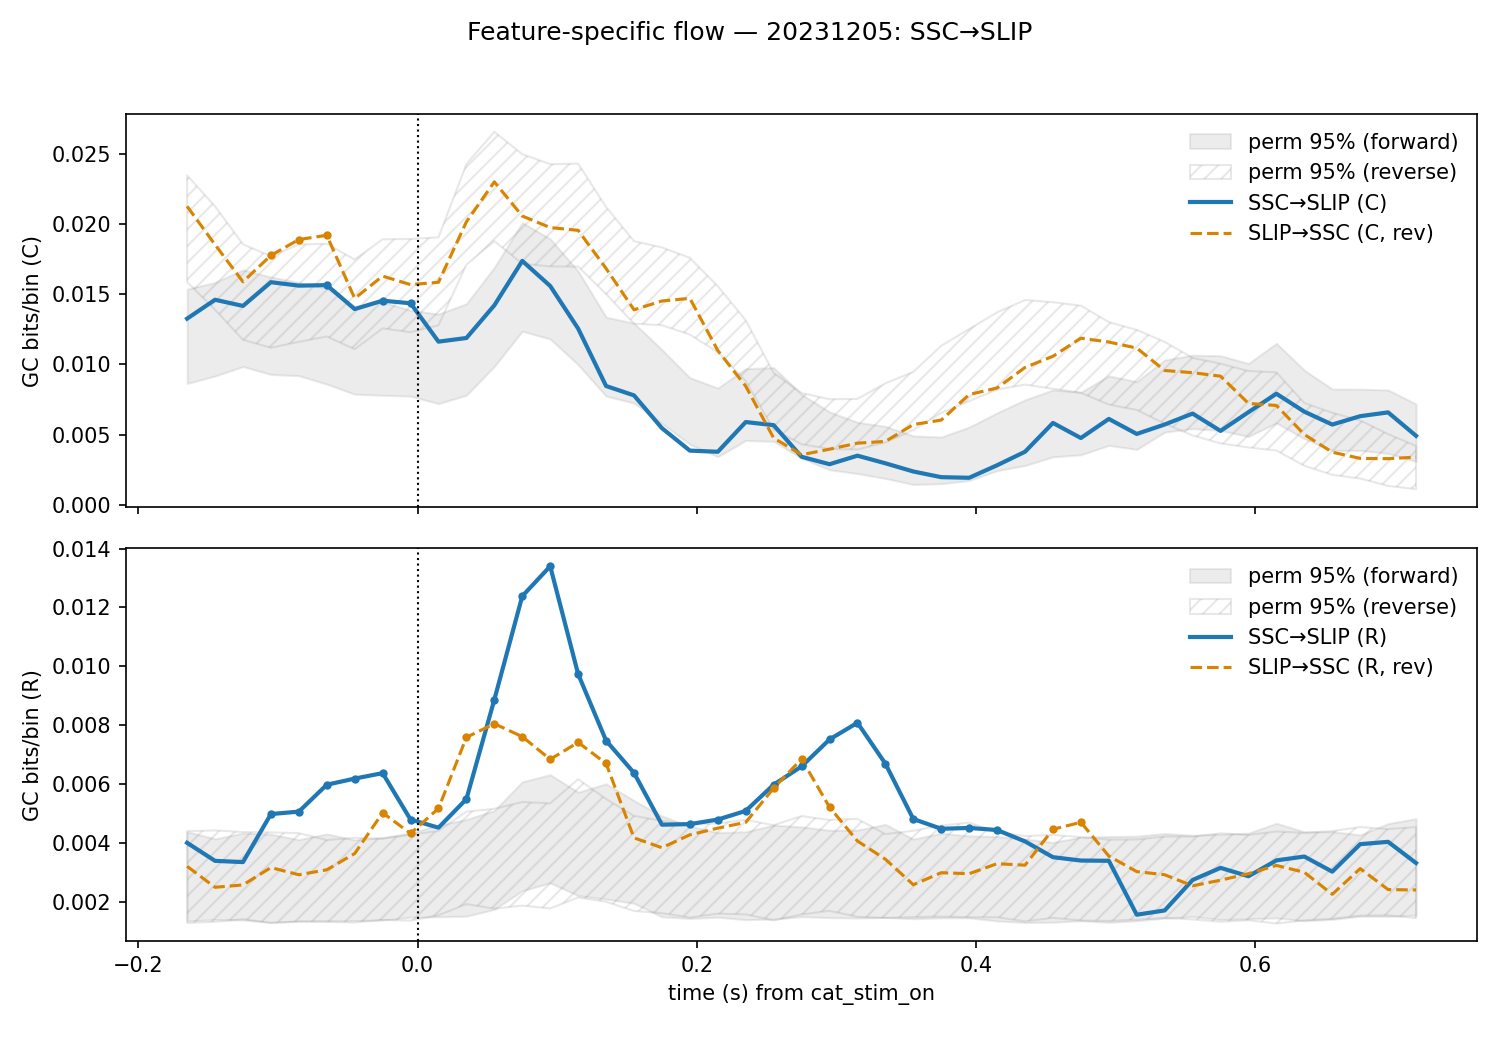 Feature-specific flow — 20231205: SSC→SLIP
GC bits/bin (C)
0.025
0.020
0.015
0.010
0.005
0.000
perm 95% (forward)
perm 95% (reverse)
SSC→SLIP (C)
SLIP→SSC (C, rev)
GC bits/bin (R)
0.014
0.012
0.010
0.008
0.006
0.004
0.002
perm 95% (forward)
perm 95% (reverse)
SSC→SLIP (R)
SLIP→SSC (R, rev)
−0.2 0.0 0.2 0.4 0.6
time (s) from cat_stim_on